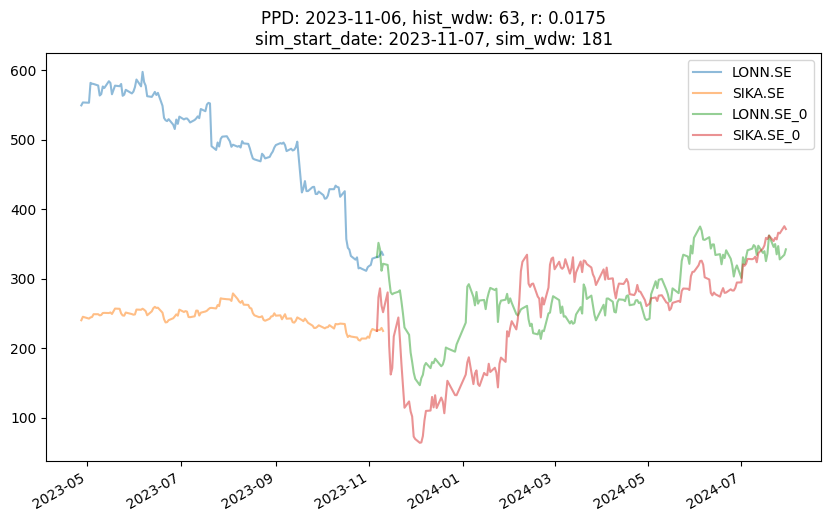 PPD: 2023-11-06, hist_wdw: 63, r: 0.0175
sim_start_date: 2023-11-07, sim_wdw: 181
LONN.SE
SIKA.SE
LONN.SE_0
SIKA.SE_0
600
500
400
300
200
100
2023-05
2023-07
2023-09
2023-11
2024-01
2024-03
2024-05
2024-07